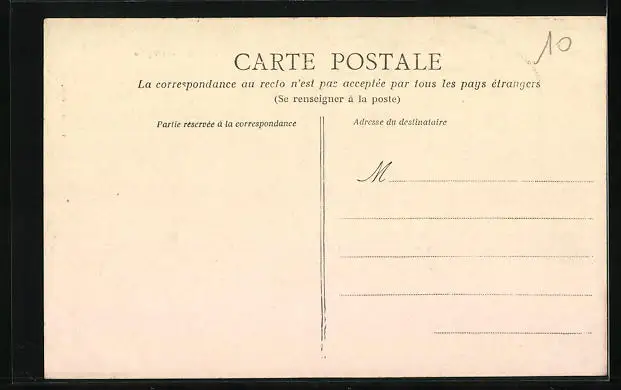 10
CARTE POSTALE
La correspondance au recto n'est pas acceptée par tous les pays étrangers
(Se renseigner à la poste)
Partie réservée à la correspondance
Adresse du destinataire
M